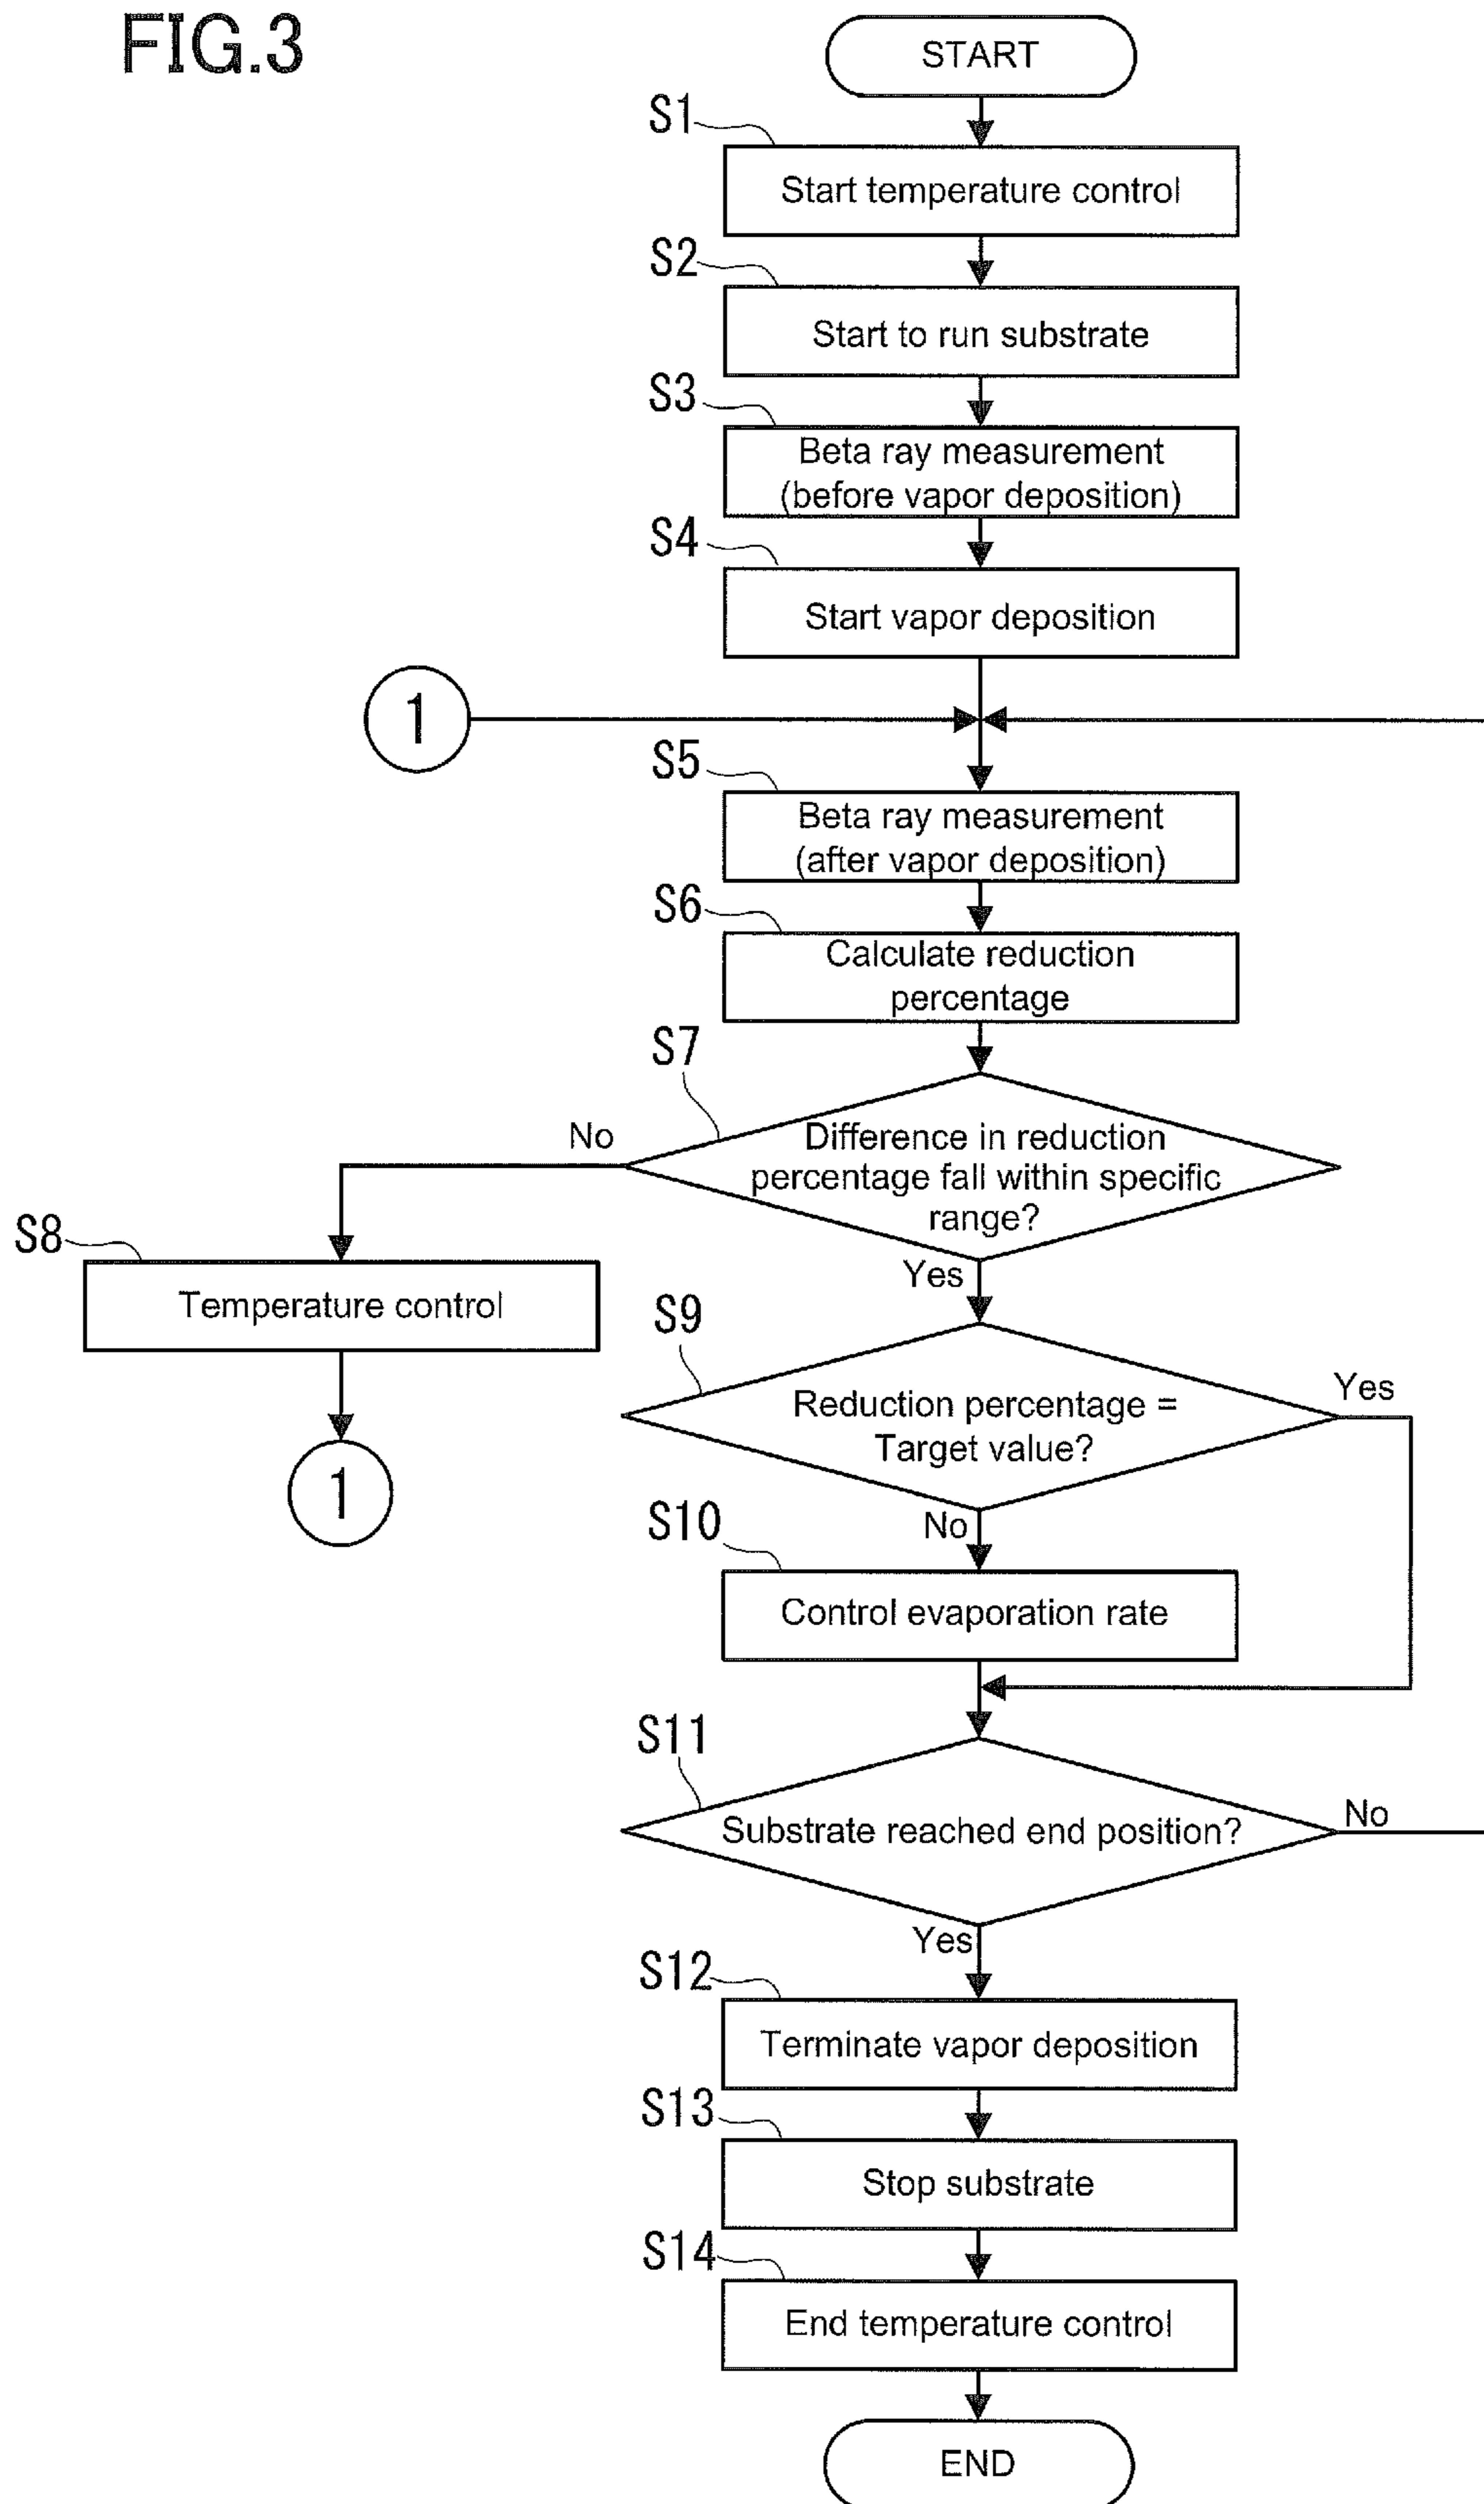 FIG.3
START
S1
Start temperature control
S2
Start to run substrate
S3
Beta ray measurement
(before vapor deposition)
S4
Start vapor deposition
1
S5
Beta ray measurement
(after vapor deposition)
S6
Calculate reduction
percentage
S7
No
Difference in reduction
percentage fall within specific
range?
Yes
S8
Temperature control
1
S9
Reduction percentage =
Target value?
Yes
No
S10
Control evaporation rate
S11
Substrate reached end position?
No
Yes
S12
Terminate vapor deposition
S13
Stop substrate
S14
End temperature control
END